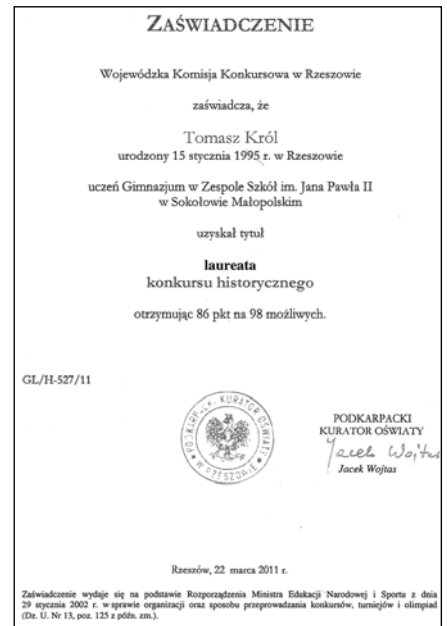 ZAŚWIADCZENIE
Wojewódzka Komisja Konkursowa w Rzeszowie
zaświadcza, że
Tomasz Król
urodzony 15 stycznia 1995 r. w Rzeszowie
uczeń Gimnazjum w Zespole Szkół im. Jana Pawła II
w Sokołowie Małopolskim
uzyskał tytuł
laureata
konkursu historycznego
otrzymując 86 pkt na 98 możliwych.
GL/H-527/11
PODKARPACKI KURATOR OŚWIATY
W RZESZOWIE
PODKARPACKI
KURATOR OŚWIATY
Jacek Wojtas
Jacek Wojtas
Rzeszów, 22 marca 2011 r.
Zaświadczenie wydaje się na podstawie Rozporządzenia Ministra Edukacji Narodowej i Sportu z dnia
29 stycznia 2002 r. w sprawie organizacji oraz sposobu przeprowadzania konkursów, turniejów i olimpiad
(Dz. U. Nr 13, poz. 125 z późn. zm.).